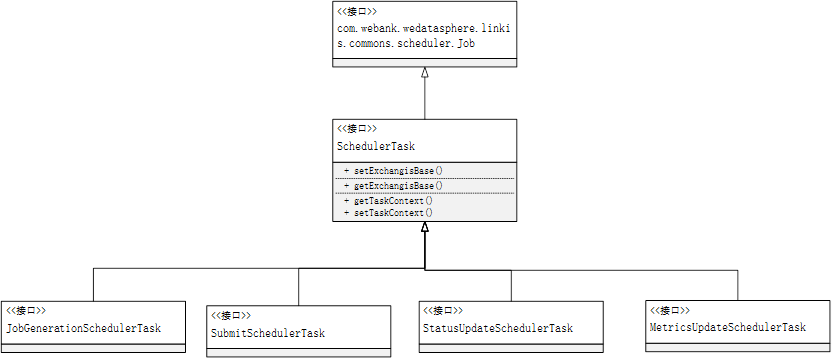 <<接口>>
com.webank.wedatasphere.linki
s.commons.scheduler.Job
<<接口>>
SchedulerTask
+ setExchangisBase()
+ getExchangisBase()
+ getTaskContext()
+ setTaskContext()
<<接口>>
JobGenerationSchedulerTask
<<接口>>
SubmitSchedulerTask
<<接口>>
StatusUpdateSchedulerTask
<<接口>>
MetricsUpdateSchedulerTask